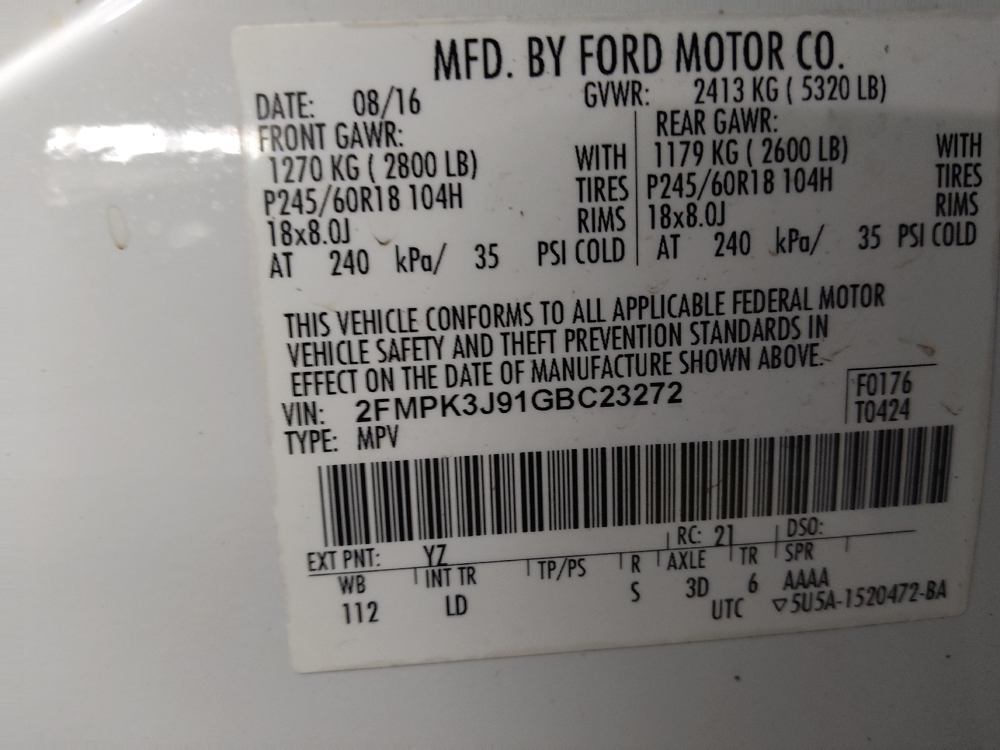 MFD. BY FORD MOTOR CO.
DATE: 08/16 GVWR: 2413 KG ( 5320 LB)
FRONT GAWR: REAR GAWR:
1270 KG ( 2800 LB) WITH 1179 KG ( 2600 LB) WITH
P245/60R18 104H TIRES P245/60R18 104H TIRES
18x8.0J RIMS 18x8.0J RIMS
AT 240 kPa/ 35 PSI COLD AT 240 kPa/ 35 PSI COLD
THIS VEHICLE CONFORMS TO ALL APPLICABLE FEDERAL MOTOR
VEHICLE SAFETY AND THEFT PREVENTION STANDARDS IN
EFFECT ON THE DATE OF MANUFACTURE SHOWN ABOVE.
VIN: 2FMPK3J91GBC23272 F0176
TYPE: MPV T0424
EXT PNT: YZ RC: 21 DSO:
WB INT TR TP/PS R AXLE TR SPR
112 LD S 3D 6 AAAA
UTC ▽5U5A-1520472-BA